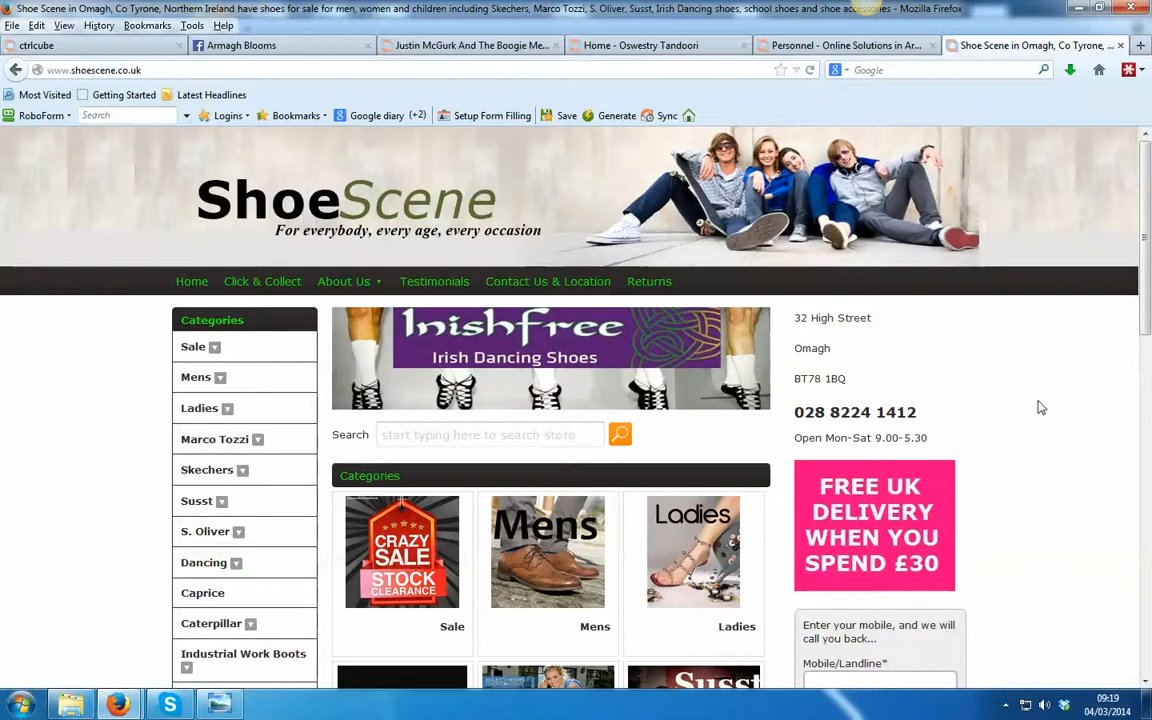 Shoe Scene in Omagh, Co Tyrone, Northern Ireland have shoes for sale for men, women and children including Skechers, Marco Tozzi, S. Oliver, Susst, Irish Dancing shoes, school shoes and shoe accessories... - Mozilla Firefox
File Edit View History Bookmarks Tools Help
ctrlcube
Armagh Blooms
Justin McGurk And The Boogie Me...
Home - Oswestry Tandoori
Personnel - Online Solutions in Ar...
Shoe Scene in Omagh, Co Tyrone, ...
www.shoescene.co.uk
Google
Most Visited Getting Started Latest Headlines
RoboForm Search Logins Bookmarks Google diary (+2) Setup Form Filling Save Generate Sync
ShoeScene
For everybody, every age, every occasion
Home Click & Collect About Us Testimonials Contact Us & Location Returns
Categories
Sale
Mens
Ladies
Marco Tozzi
Skechers
Susst
S. Oliver
Dancing
Caprice
Caterpillar
Industrial Work Boots
Inishfree
Irish Dancing Shoes
Search start typing here to search store
Categories
CRAZY
SALE
STOCK
CLEARANCE
Sale
Mens
Mens
Ladies
Ladies
Susst
32 High Street
Omagh
BT78 1BQ
028 8224 1412
Open Mon-Sat 9.00-5.30
FREE UK
DELIVERY
WHEN YOU
SPEND £30
Enter your mobile, and we will
call you back...
Mobile/Landline*
09:19
04/03/2014